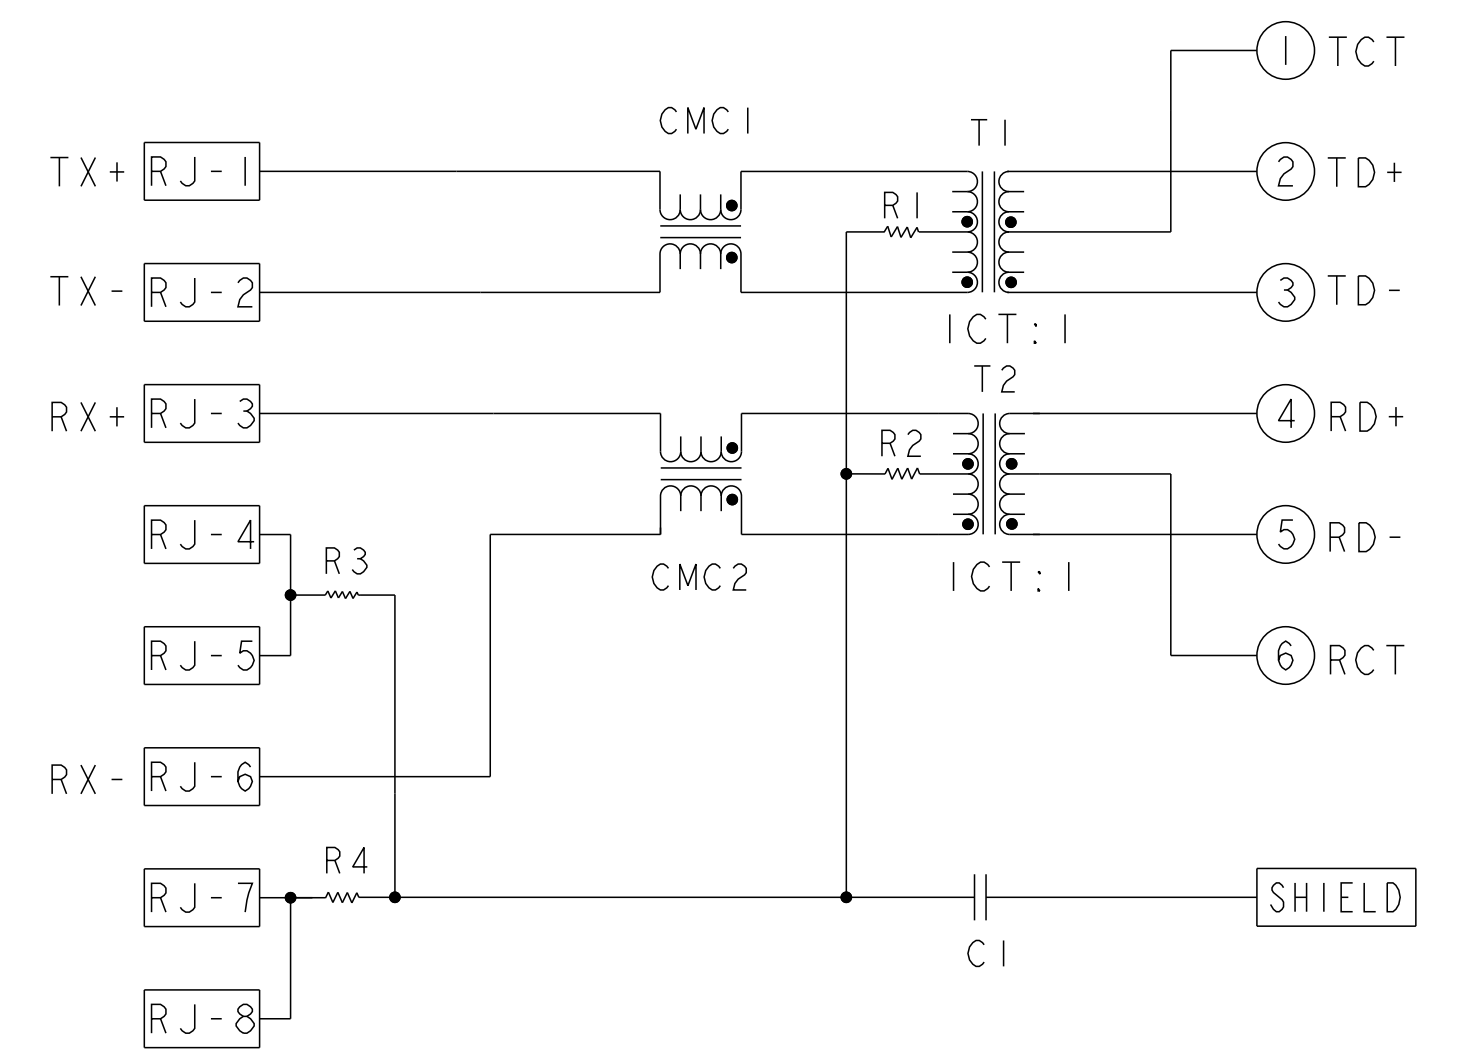 1 TCT
CMC1
T1
TX+ RJ-1
2 TD+
R1
TX- RJ-2
3 TD-
1CT:1
T2
RX+ RJ-3
4 RD+
R2
RJ-4
5 RD-
R3
CMC2
1CT:1
RJ-5
6 RCT
RX- RJ-6
R4
RJ-7
SHIELD
C1
RJ-8